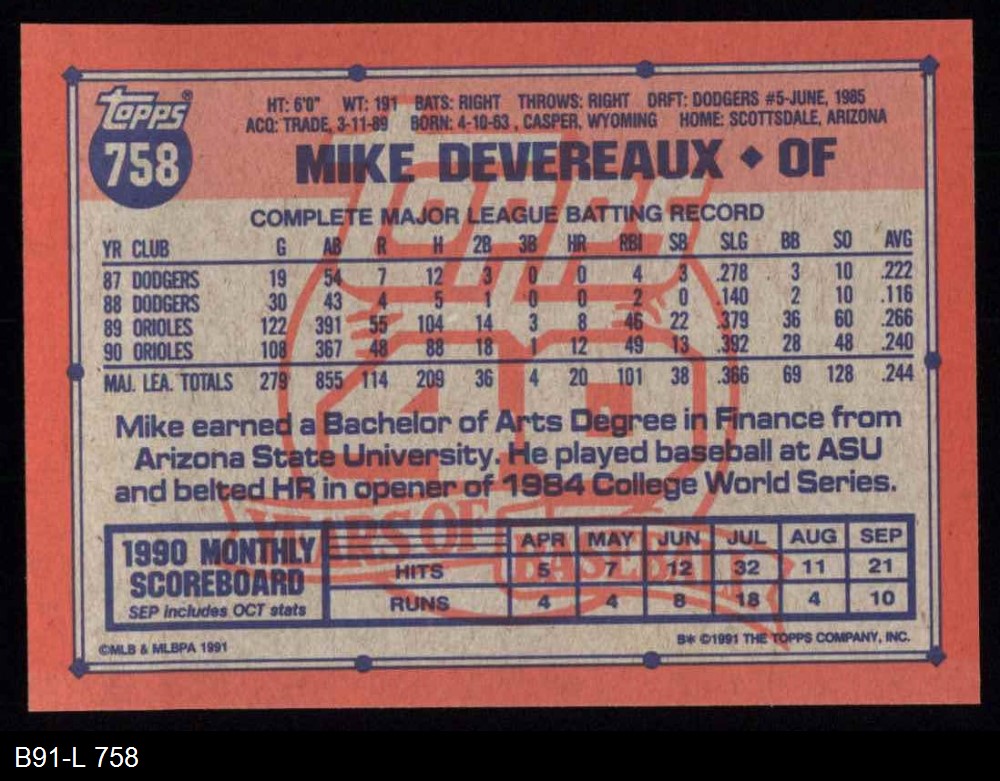 Topps®
758
HT: 6'0" WT: 191 BATS: RIGHT THROWS: RIGHT DRFT: DODGERS #5-JUNE, 1985
ACQ: TRADE, 3-11-89 BORN: 4-10-63 , CASPER, WYOMING HOME: SCOTTSDALE, ARIZONA
MIKE DEVEREAUX ◆ OF
COMPLETE MAJOR LEAGUE BATTING RECORD
YR CLUB G AB R H 2B 3B HR RBI SB SLG BB SO AVG
87 DODGERS 19 54 7 12 3 0 0 4 3 .278 3 10 .222
88 DODGERS 30 43 4 5 1 0 0 2 0 .140 2 10 .116
89 ORIOLES 122 391 55 104 14 3 8 46 22 .379 36 60 .266
90 ORIOLES 108 367 48 88 18 1 12 49 13 .392 28 48 .240
MAJ. LEA. TOTALS 279 855 114 209 36 4 20 101 38 .366 69 128 .244
Topps
40
YEARS OF
BASEBALL
Mike earned a Bachelor of Arts Degree in Finance from
Arizona State University. He played baseball at ASU
and belted HR in opener of 1984 College World Series.
1990 MONTHLY
SCOREBOARD
SEP includes OCT stats
APR MAY JUN JUL AUG SEP
HITS 5 7 12 32 11 21
RUNS 4 4 8 18 4 10
©MLB & MLBPA 1991
B* ©1991 THE TOPPS COMPANY, INC.
B91-L 758